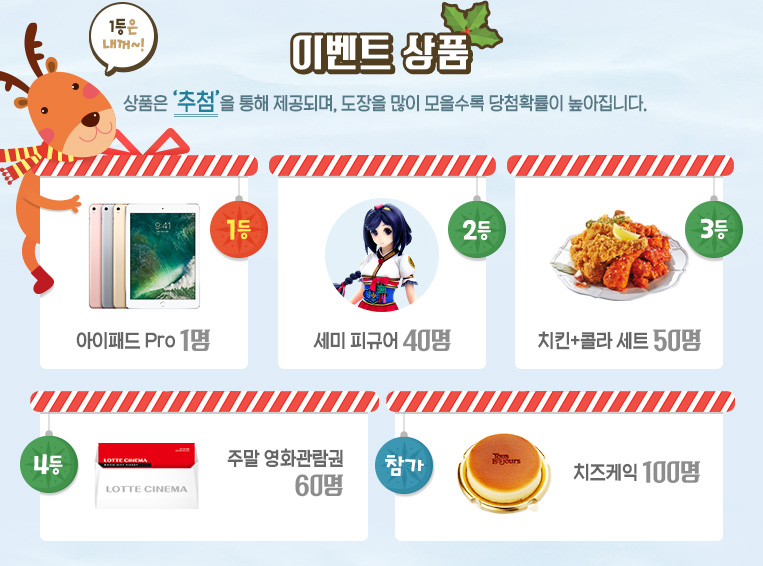 1등은
내꺼~!
이벤트 상품
상품은 '추첨'을 통해 제공되며, 도장을 많이 모을수록 당첨확률이 높아집니다.
1등
9:41
아이패드 Pro 1명
2등
세미 피규어 40명
3등
치킨+콜라 세트 50명
4등
LOTTE CINEMA
LOTTE CINEMA
주말 영화관람권
60명
참가
Tous
les Jours
치즈케익 100명